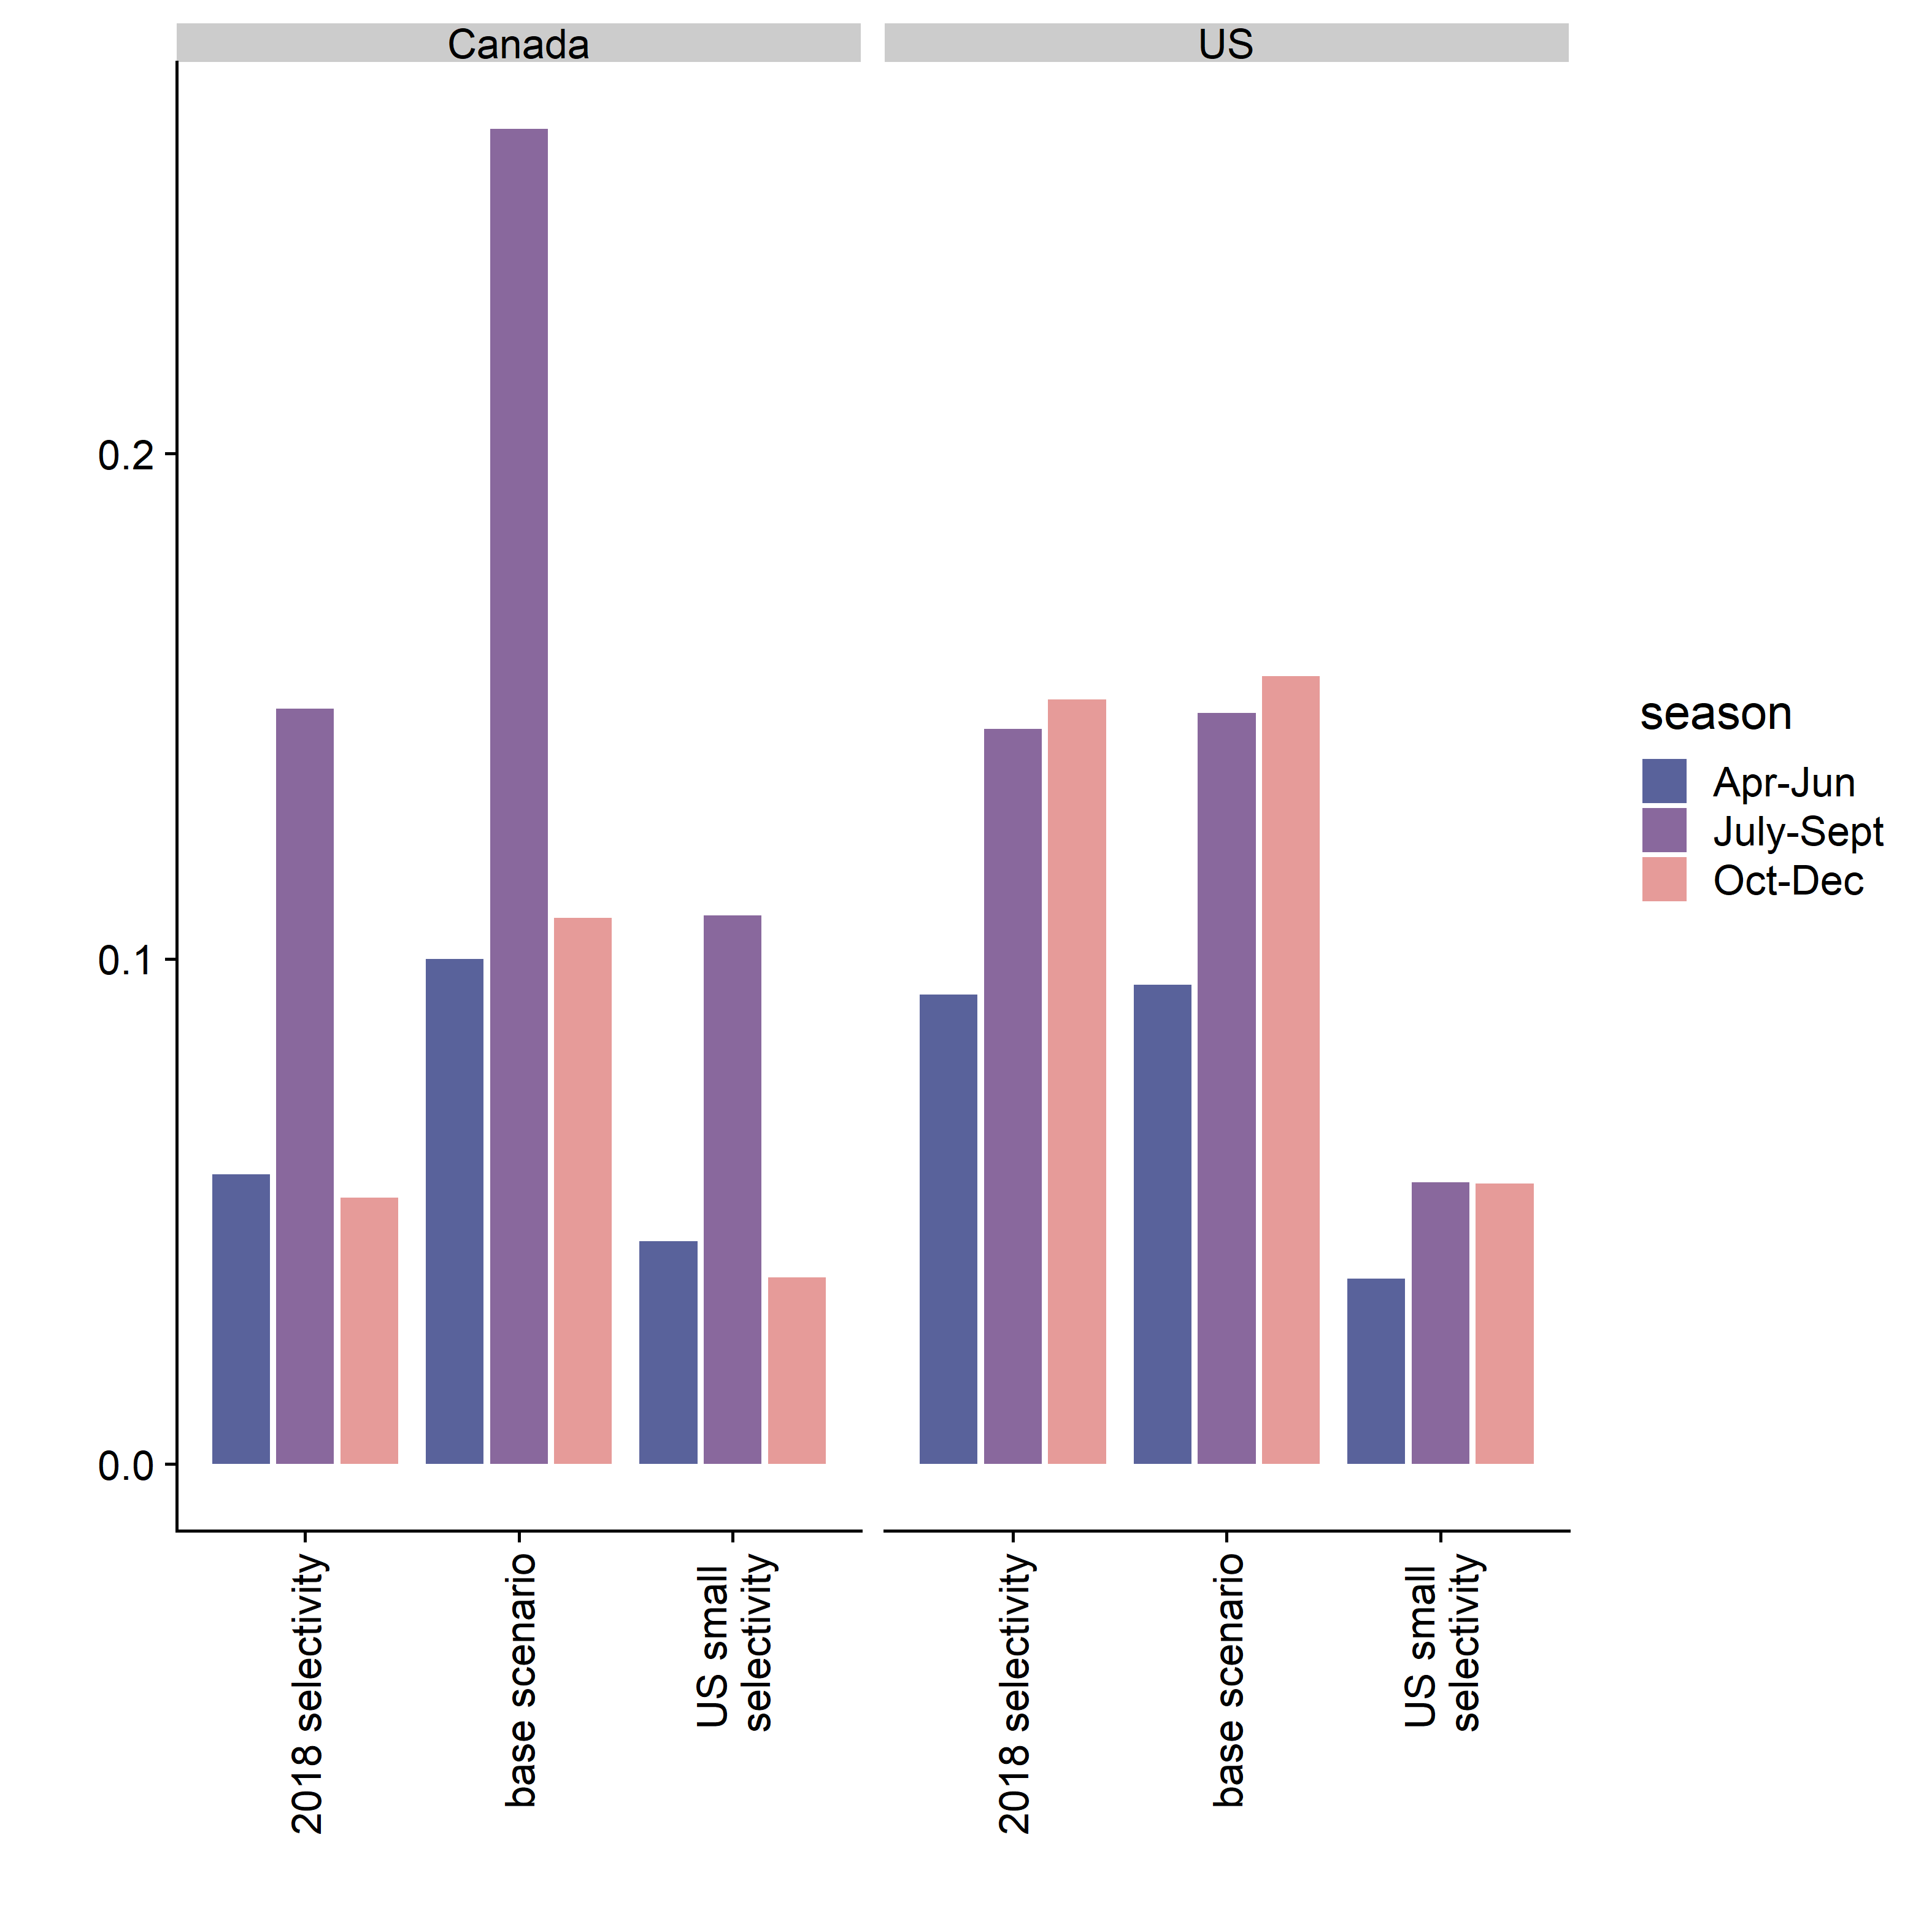 Canada
US
0.2
0.1
0.0
2018 selectivity
base scenario
US small
selectivity
2018 selectivity
base scenario
US small
selectivity
season
Apr-Jun
July-Sept
Oct-Dec